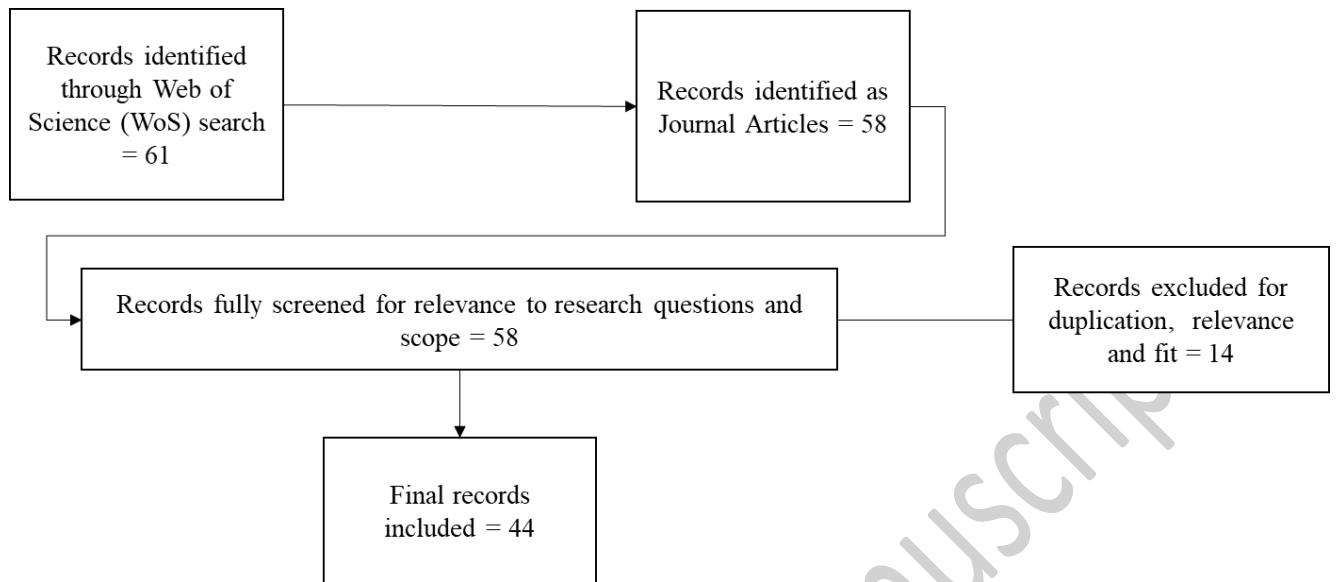 Records identified
through Web of
Science (WoS) search
= 61
Records identified as
Journal Articles = 58
Records fully screened for relevance to research questions and
scope = 58
Records excluded for
duplication, relevance
and fit = 14
Final records
included = 44